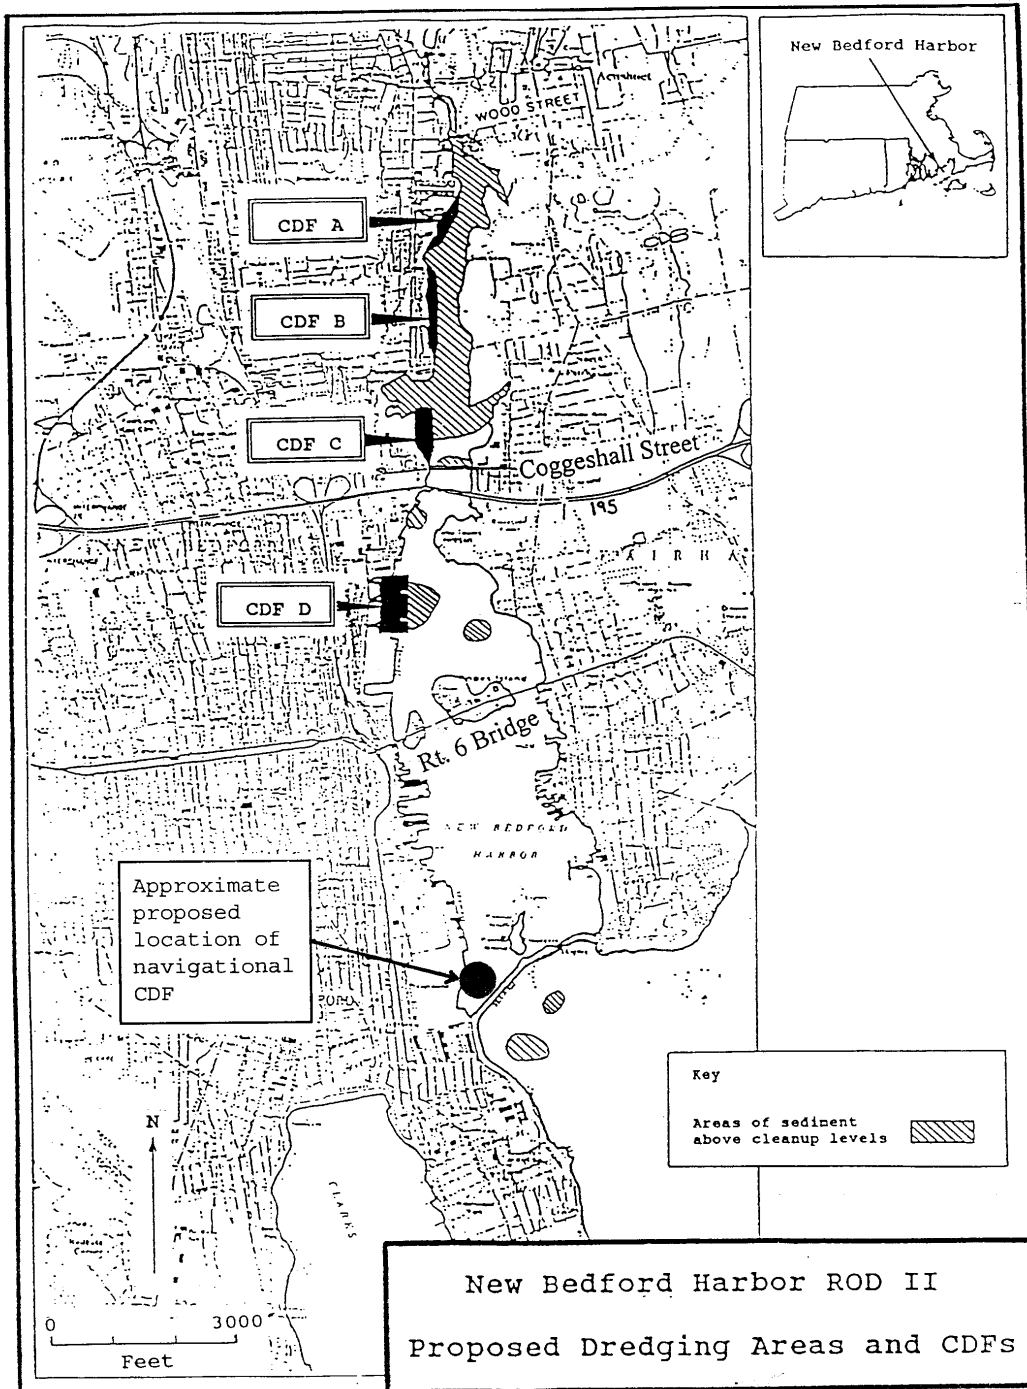 New Bedford Harbor
Acushnet
WOOD STREET
CDF A
CDF B
CDF C
Coggeshall Street
195
FAIRHA
CDF D
Rt. 6 Bridge
NEW BEDFORD
HARBOR
Approximate
proposed
location of
navigational
CDF
Key
Areas of sediment
above cleanup levels
N
CLARKS
0 3000
Feet
New Bedford Harbor ROD II
Proposed Dredging Areas and CDFs